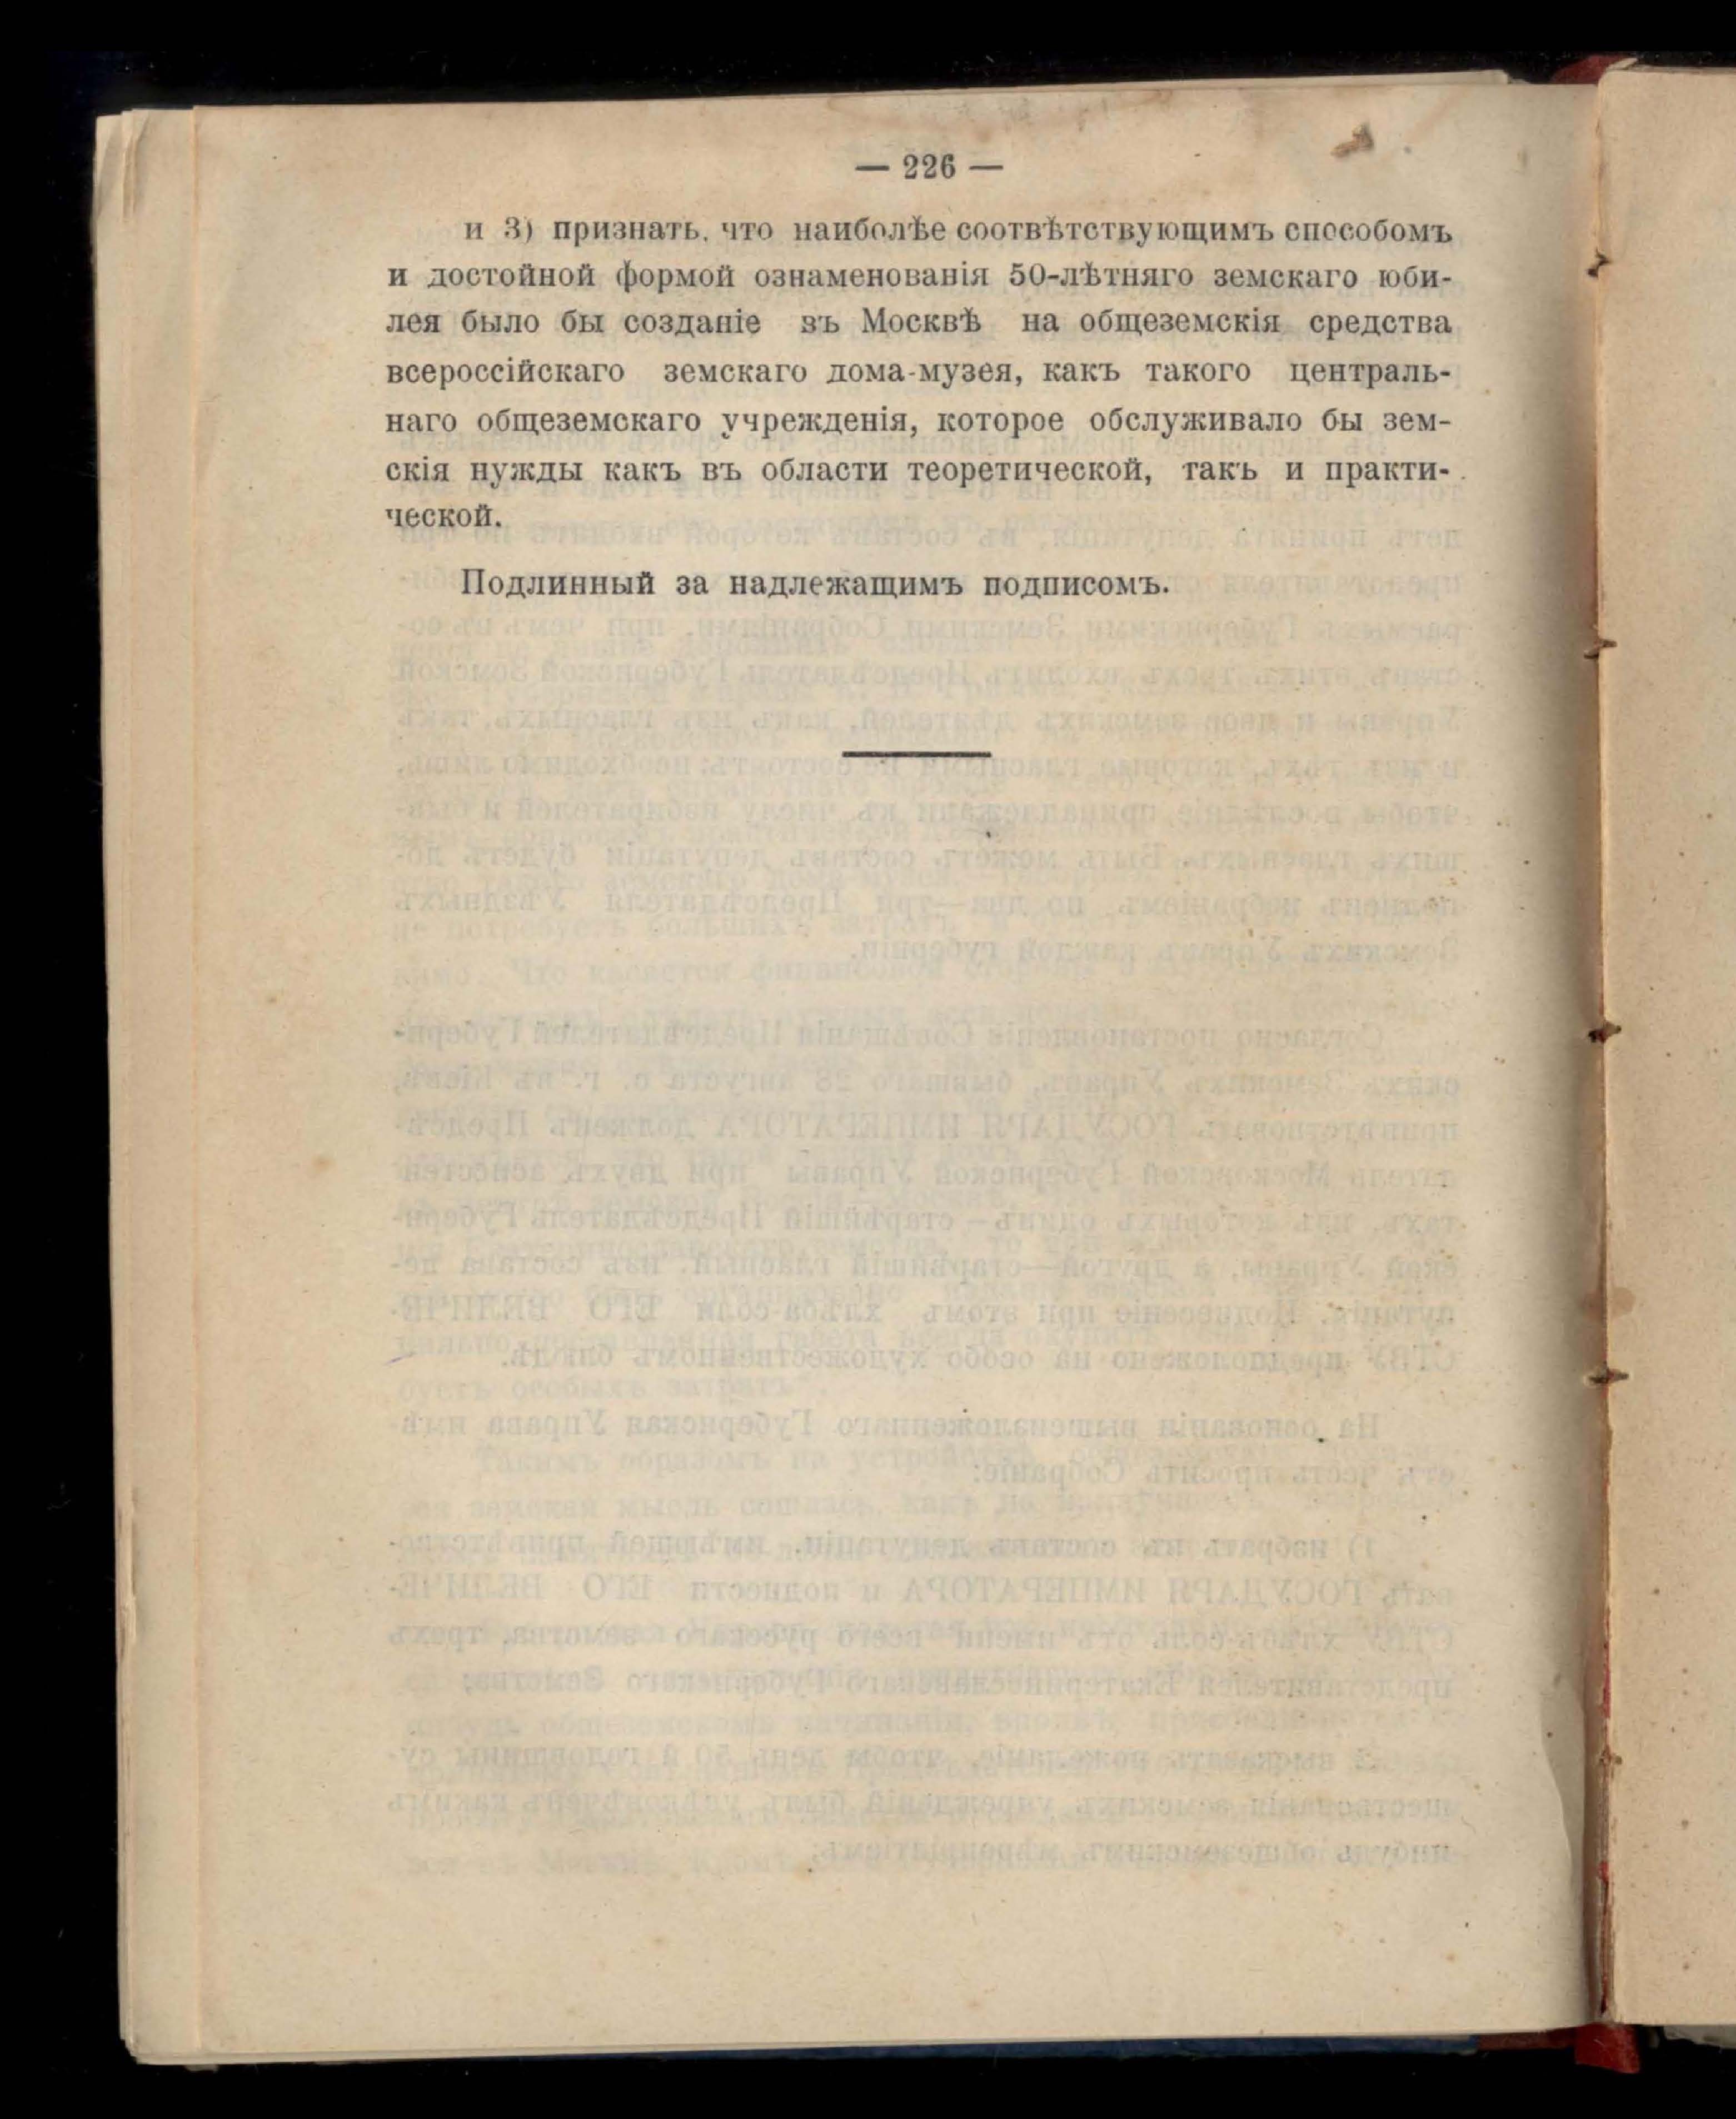 — 226 —
и 3) признать, что наиболѣе соотвѣтствующимъ способомъ
и достойной формой ознаменованія 50-лѣтняго земскаго юби-
лея было бы созданіе въ Москвѣ на общеземскія средства
всероссійскаго земскаго дома-музея, какъ такого централь-
наго общеземскаго учрежденія, которое обслуживало бы зем-
скія нужды какъ въ области теоретической, такъ и практи-
ческой.
Подлинный за надлежащимъ подписомъ.